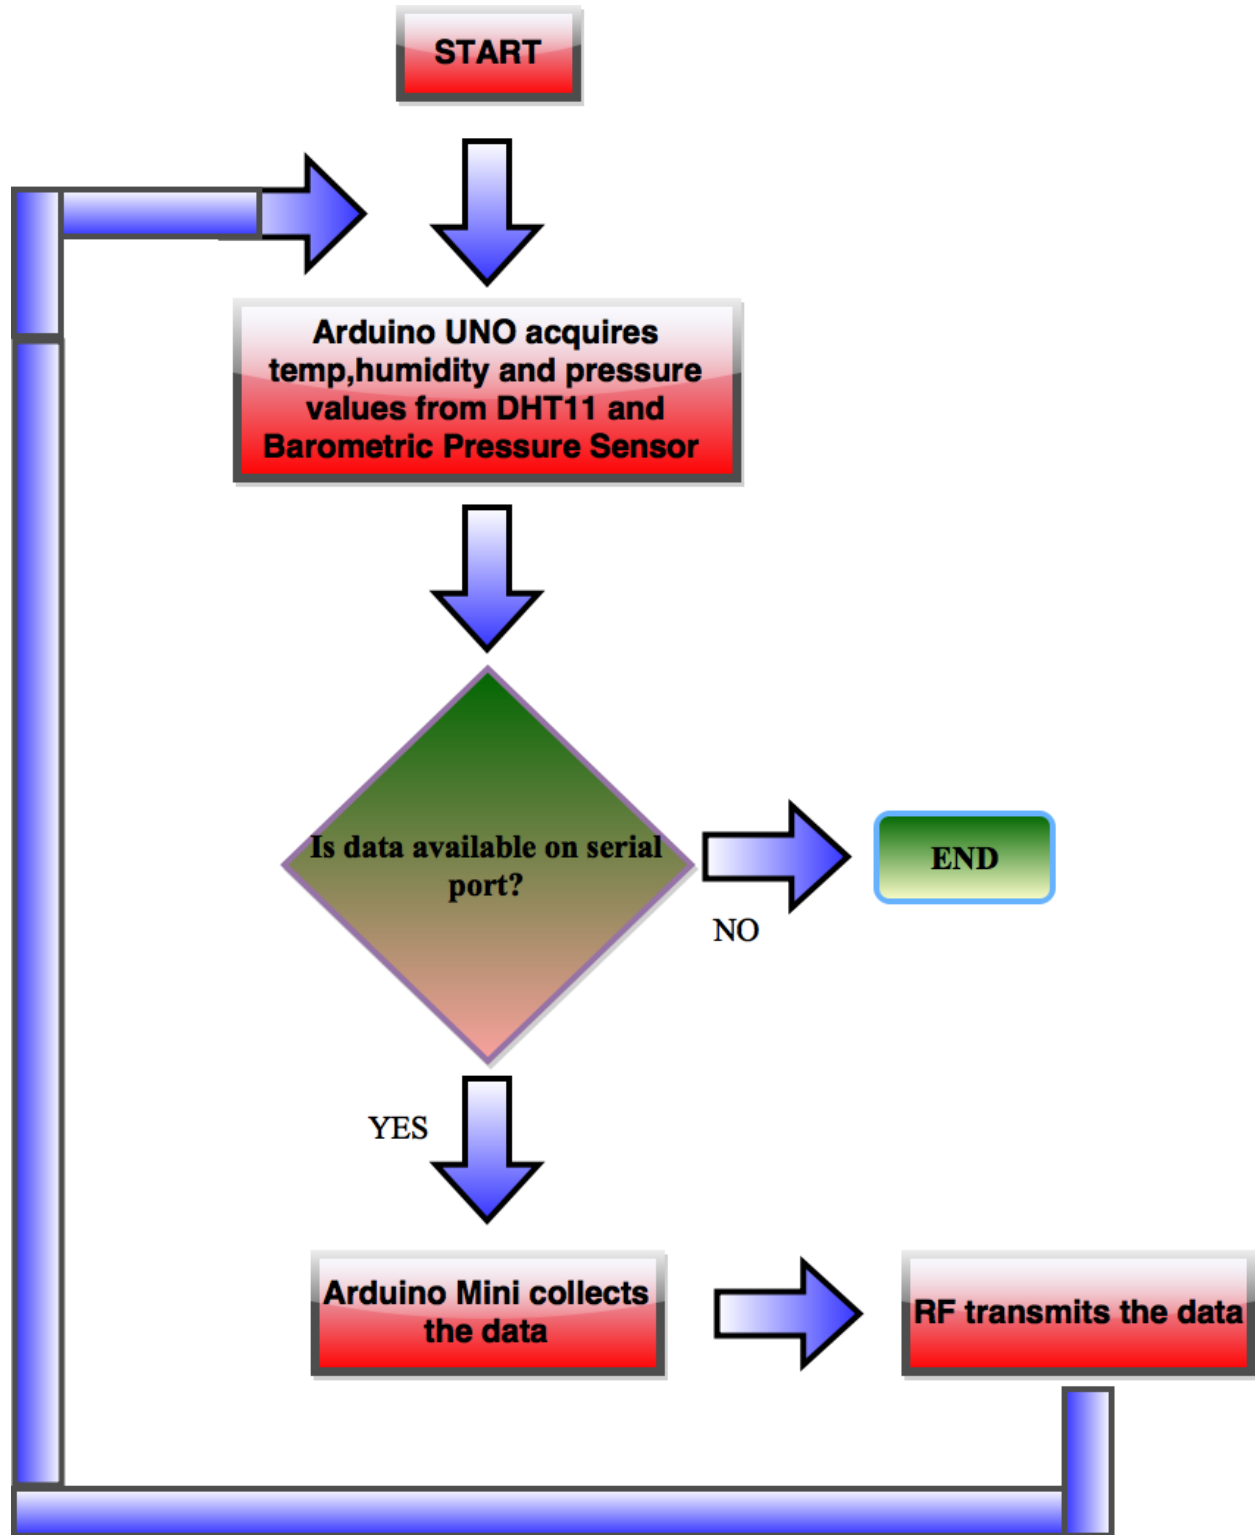 START
Arduino UNO acquires
temp,humidity and pressure
values from DHT11 and
Barometric Pressure Sensor
Is data available on serial
port?
NO
END
YES
Arduino Mini collects
the data
RF transmits the data